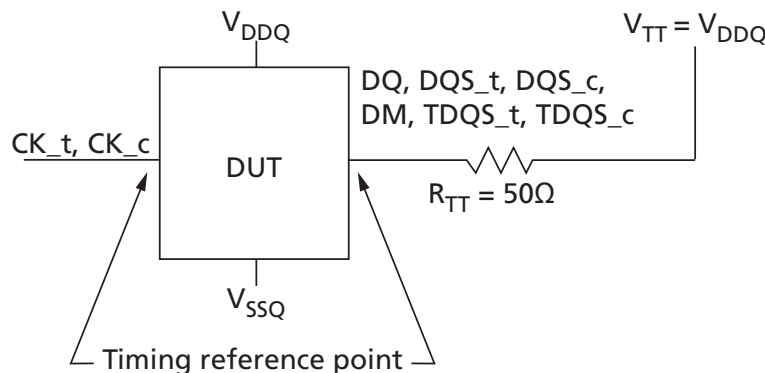 V_DDQ
V_TT = V_DDQ
DQ, DQS_t, DQS_c,
DM, TDQS_t, TDQS_c
CK_t, CK_c
DUT
R_TT = 50Ω
V_SSQ
Timing reference point